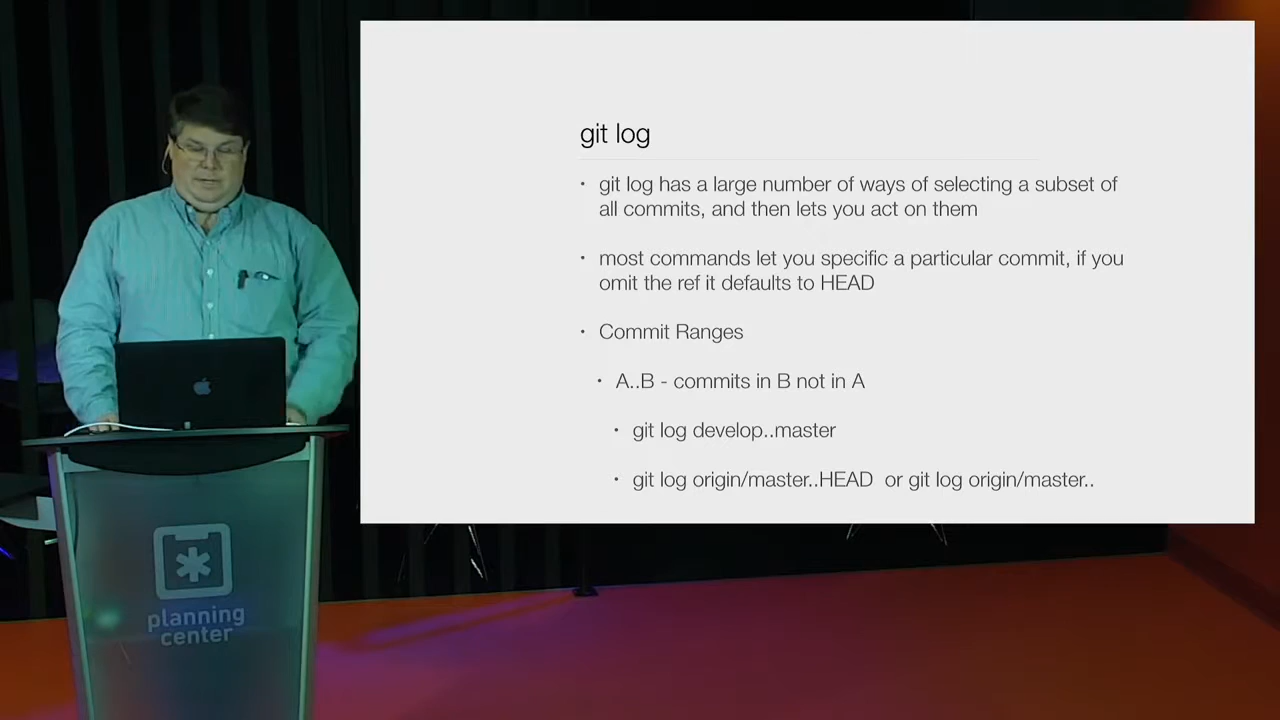 git log
• git log has a large number of ways of selecting a subset of
all commits, and then lets you act on them
• most commands let you specific a particular commit, if you
omit the ref it defaults to HEAD
• Commit Ranges
• A..B - commits in B not in A
• git log develop..master
• git log origin/master..HEAD or git log origin/master..
planning
center